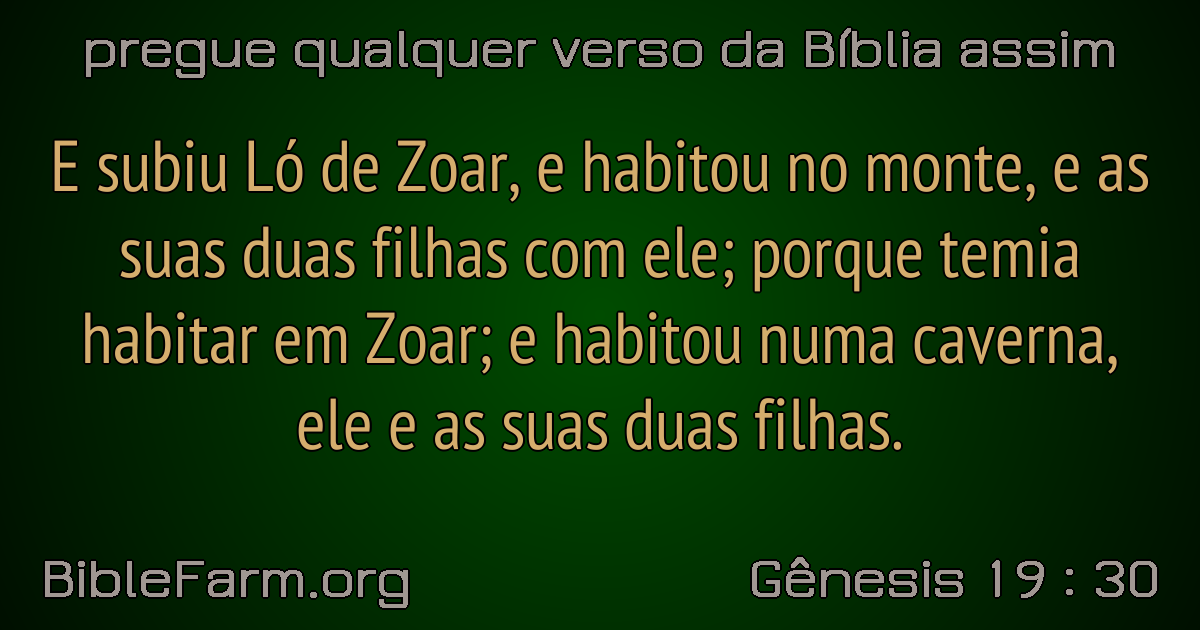 pregue qualquer verso da Bíblia assim
E subiu Ló de Zoar, e habitou no monte, e as
suas duas filhas com ele; porque temia
habitar em Zoar; e habitou numa caverna,
ele e as suas duas filhas.
BibleFarm.org
Gênesis 19 : 30